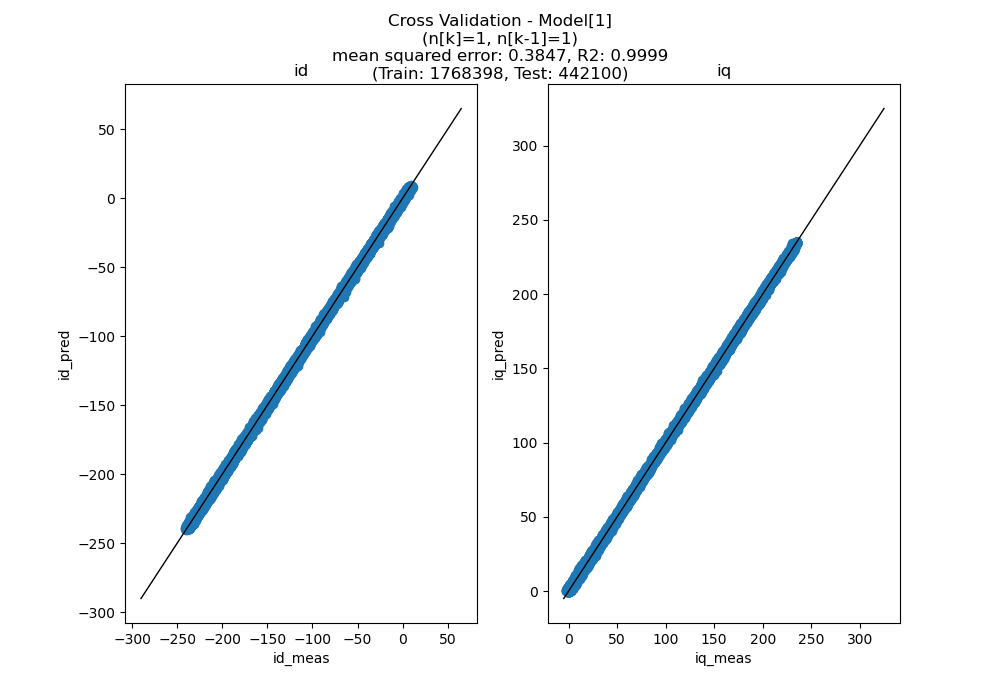 Cross Validation - Model[1]
(n[k]=1, n[k-1]=1)
mean squared error: 0.3847, R2: 0.9999
(Train: 1768398, Test: 442100)
id
50
0
−50
−100
−150
−200
−250
−300
id_pred
−300 −250 −200 −150 −100 −50 0 50
id_meas
iq
300
250
200
150
100
50
0
iq_pred
0 50 100 150 200 250 300
iq_meas